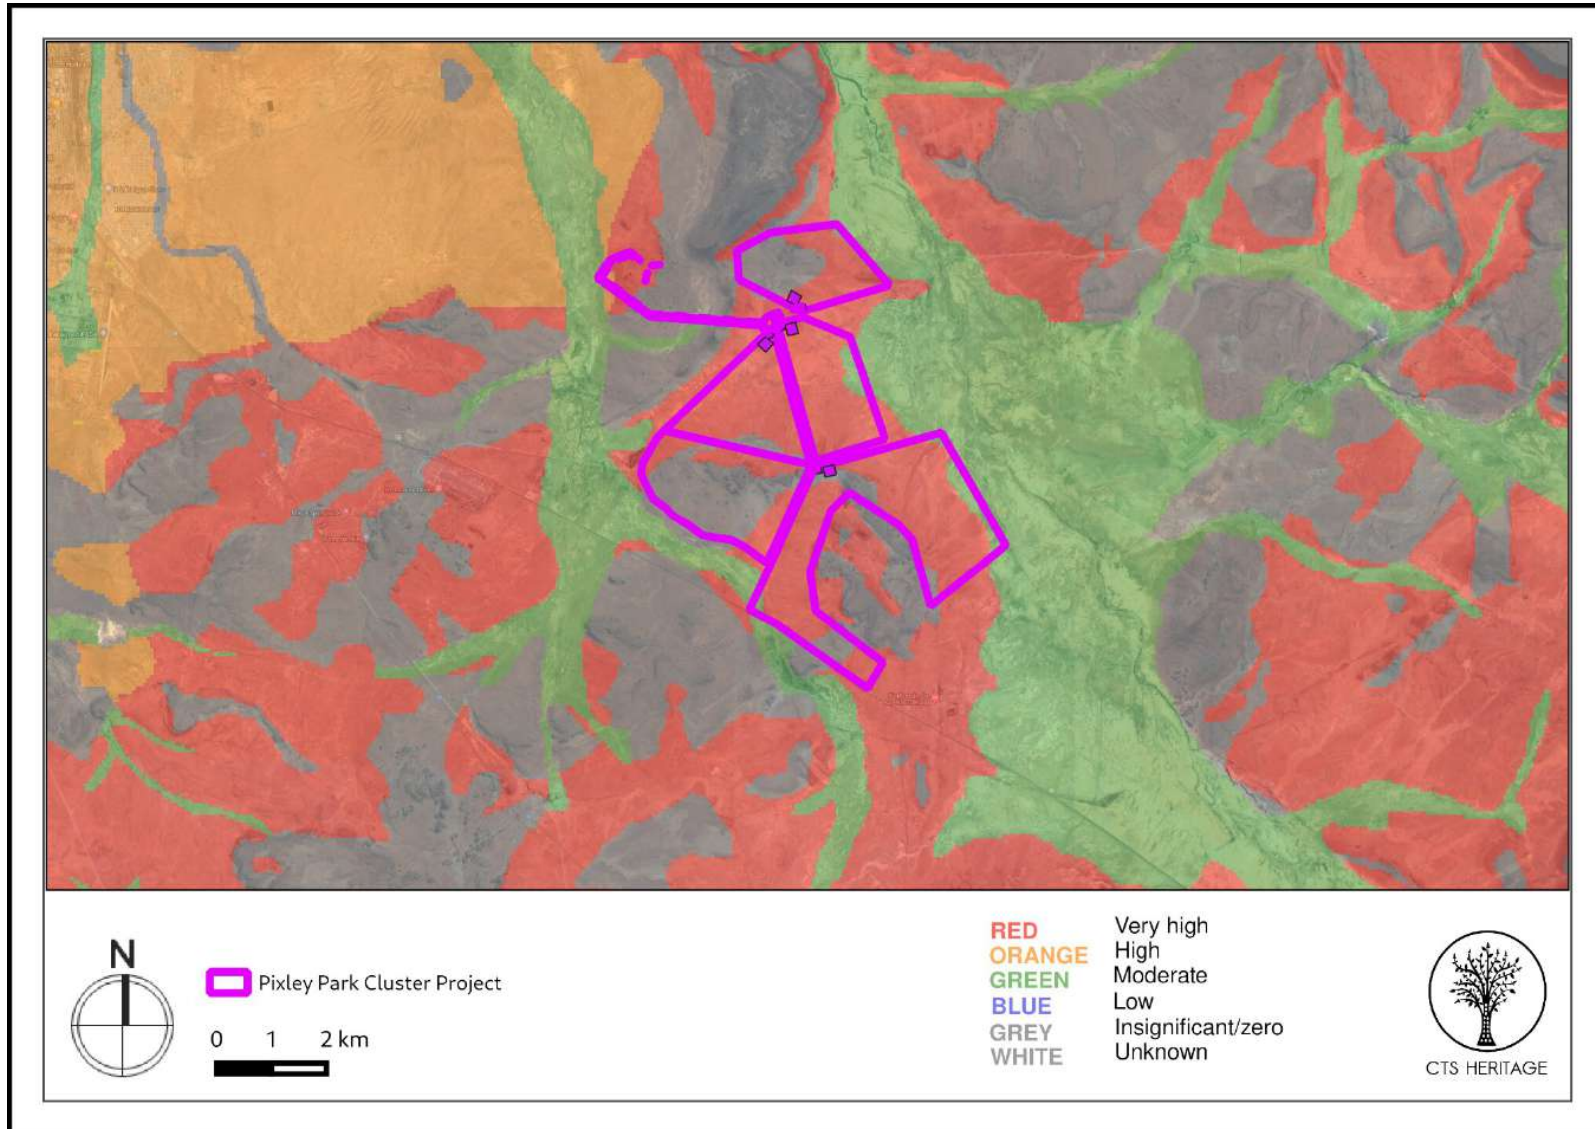 N
Pixley Park Cluster Project
0 1 2 km
RED Very high
ORANGE High
GREEN Moderate
BLUE Low
GREY Insignificant/zero
WHITE Unknown
CTS HERITAGE